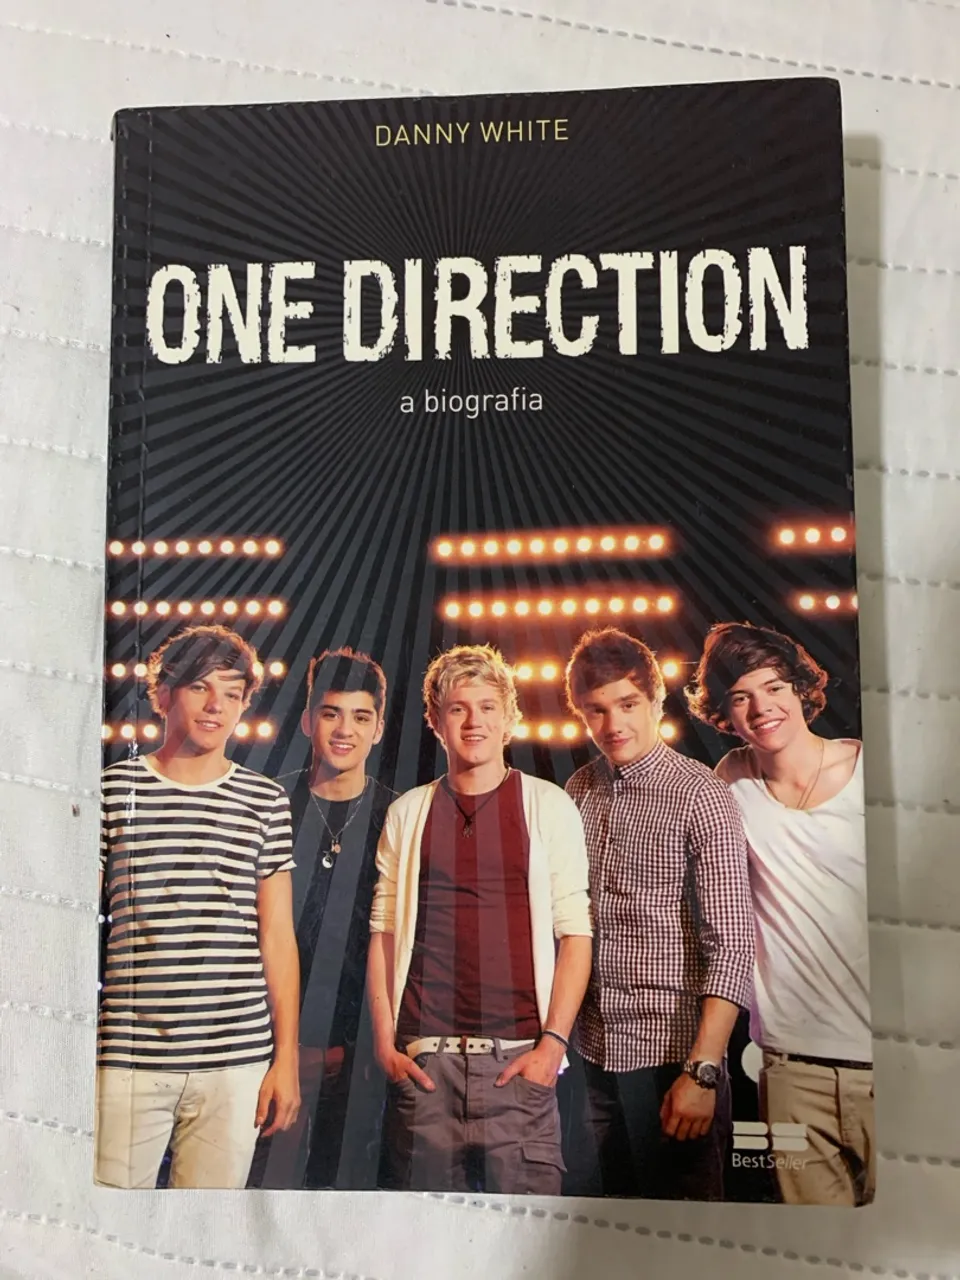 DANNY WHITE
ONE DIRECTION
a biografia
BestSeller